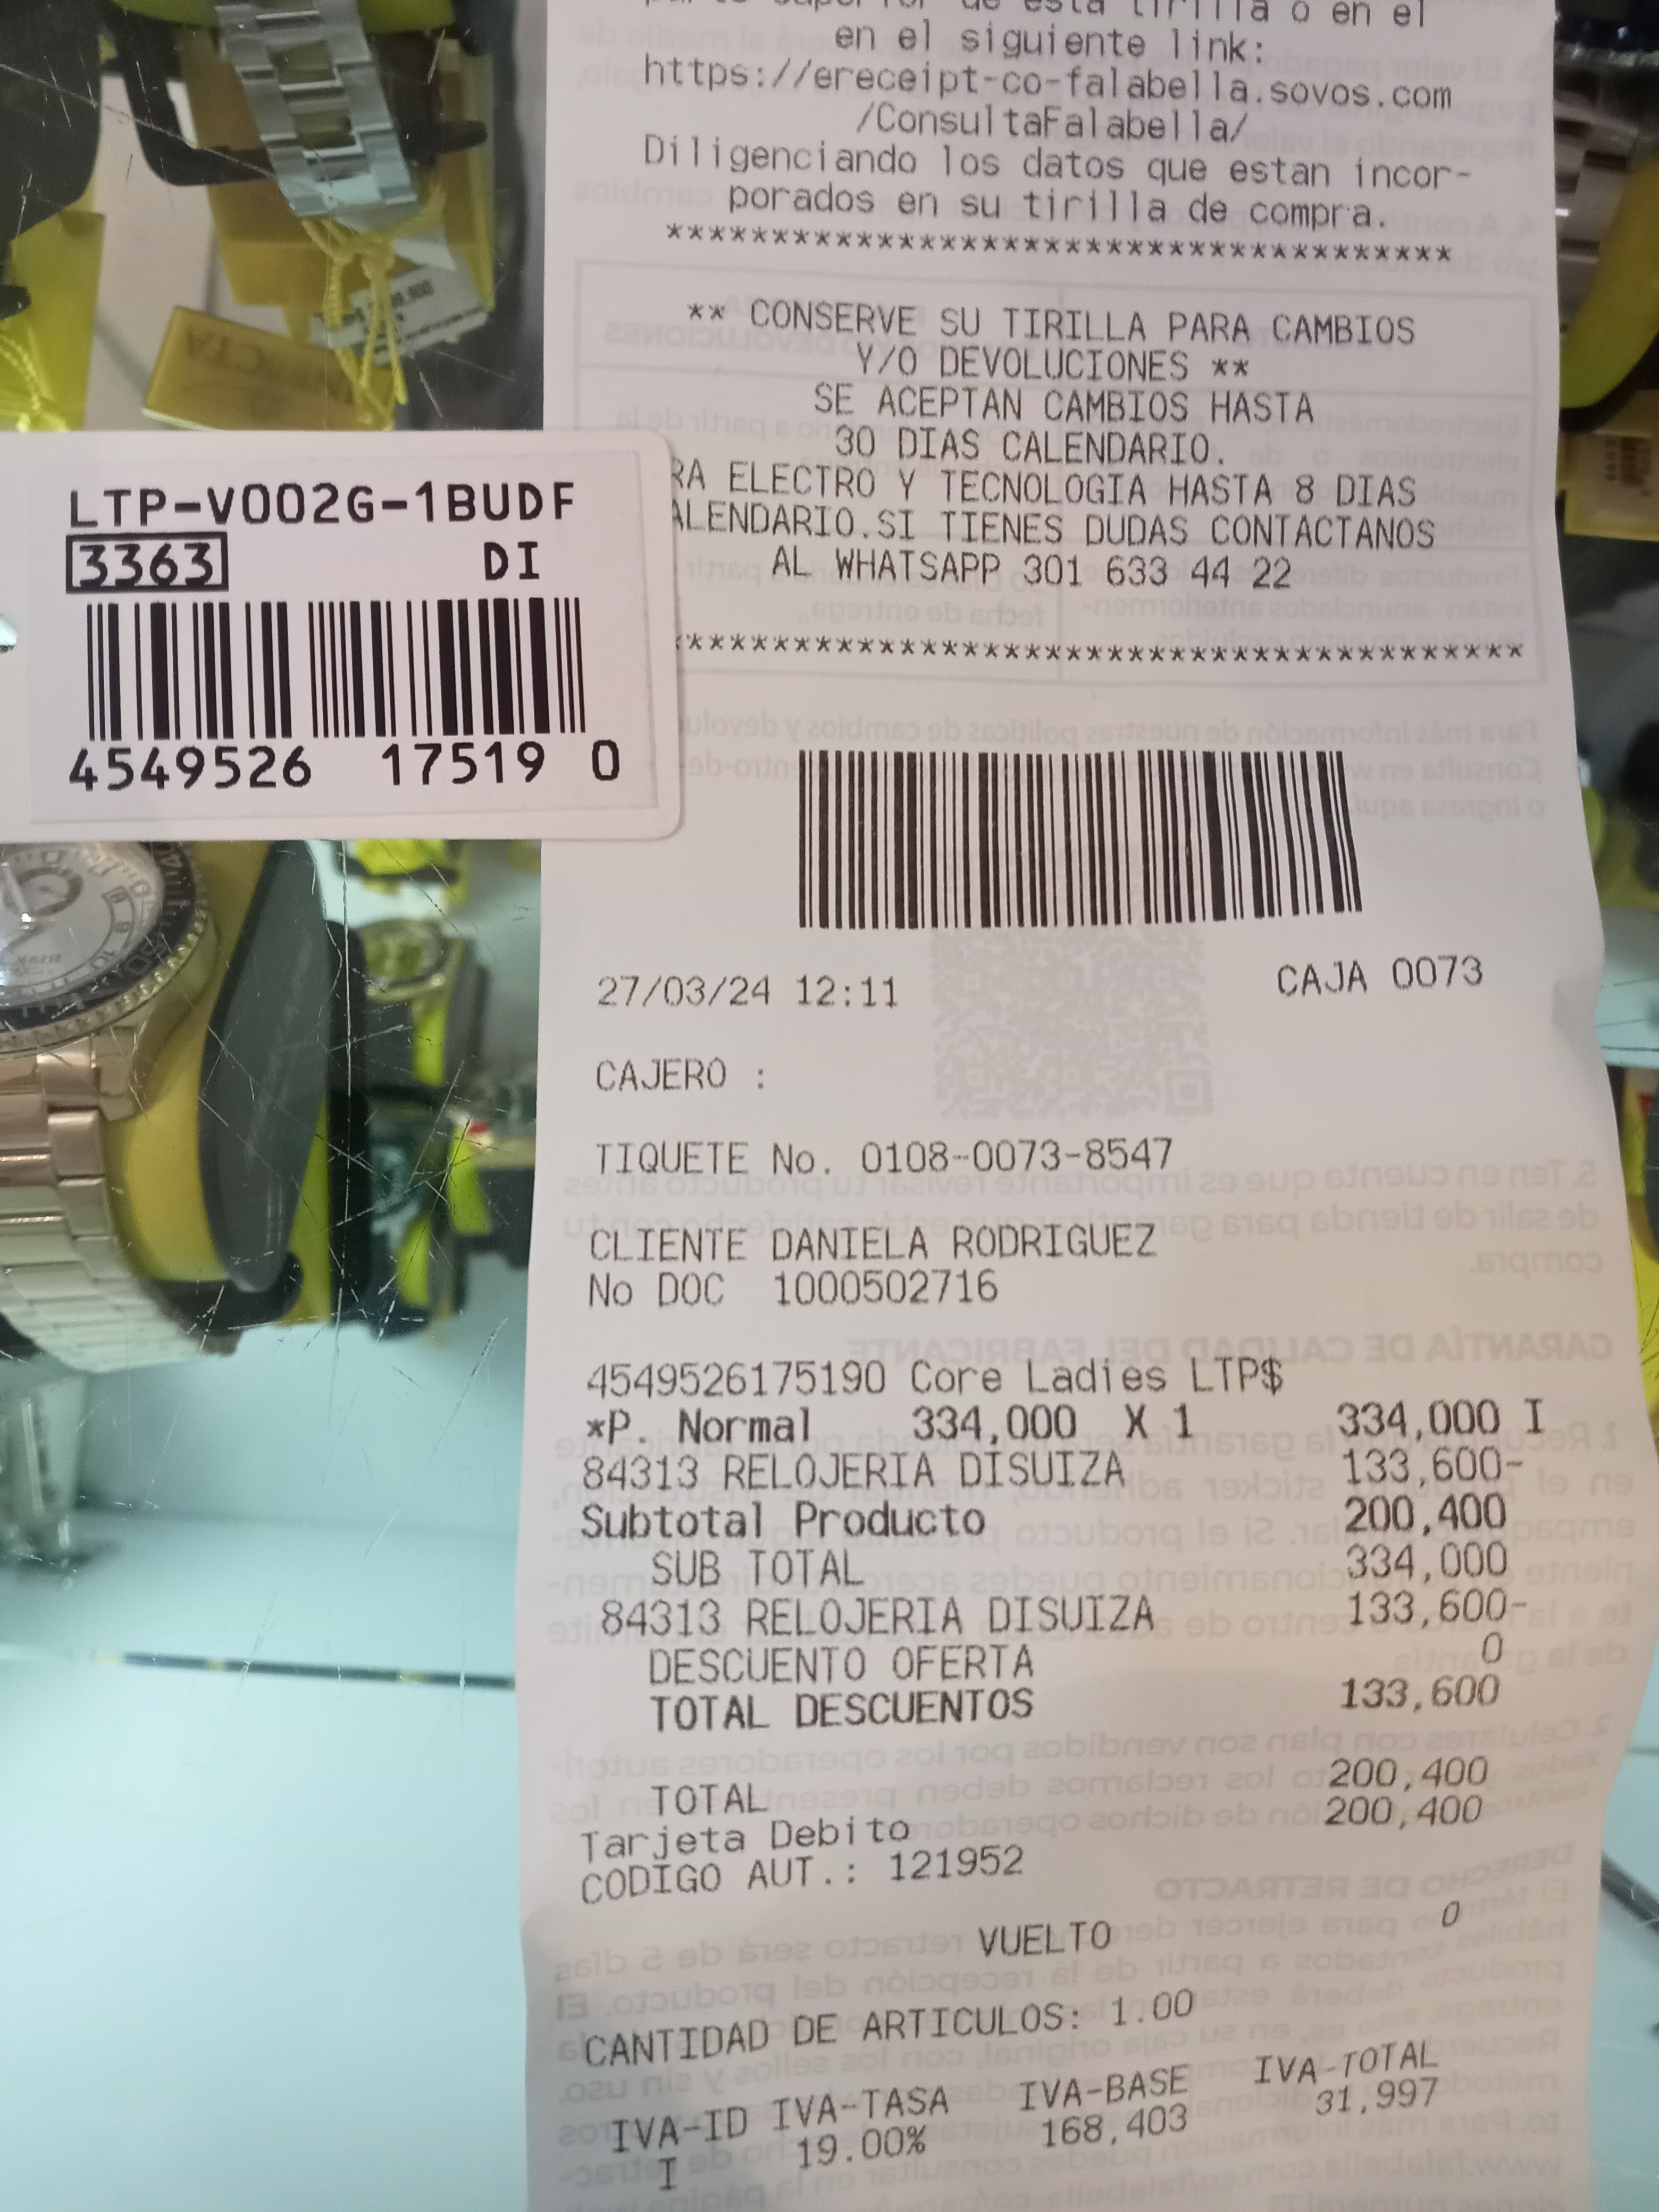 en el siguiente link:
https://ereceipt-co-falabella.sovos.com
/ConsultaFalabella/
Diligenciando los datos que estan incor-
porados en su tirilla de compra.
*************************************
** CONSERVE SU TIRILLA PARA CAMBIOS
Y/O DEVOLUCIONES **
SE ACEPTAN CAMBIOS HASTA
30 DIAS CALENDARIO.
RA ELECTRO Y TECNOLOGIA HASTA 8 DIAS
ALENDARIO.SI TIENES DUDAS CONTACTANOS
AL WHATSAPP 301 633 44 22
****************************************
LTP-V002G-1BUDF
3363 DI
4549526 17519 0
27/03/24 12:11 CAJA 0073
CAJERO :
TIQUETE No. 0108-0073-8547
CLIENTE DANIELA RODRIGUEZ
No DOC 1000502716
4549526175190 Core Ladies LTP$
*P. Normal 334,000 X 1 334,000 I
84313 RELOJERIA DISUIZA 133,600-
Subtotal Producto 200,400
SUB TOTAL 334,000
84313 RELOJERIA DISUIZA 133,600-
DESCUENTO OFERTA 0
TOTAL DESCUENTOS 133,600
TOTAL 200,400
Tarjeta Debito 200,400
CODIGO AUT.: 121952
VUELTO 0
CANTIDAD DE ARTICULOS: 1.00
IVA-ID IVA-TASA IVA-BASE IVA-TOTAL
I 19.00% 168,403 31,997